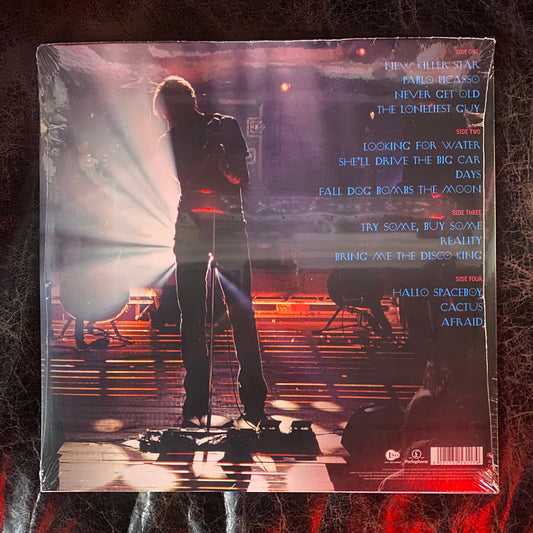 SIDE ONE
NEW KILLER STAR
PABLO PICASSO
NEVER GET OLD
THE LONELIEST GUY
SIDE TWO
LOOKING FOR WATER
SHE'LL DRIVE THE BIG CAR
DAYS
FALL DOG BOMBS THE MOON
SIDE THREE
TRY SOME, BUY SOME
REALITY
BRING ME THE DISCO KING
SIDE FOUR
HALLO SPACEBOY
CACTUS
AFRAID
ISO
Parlophone